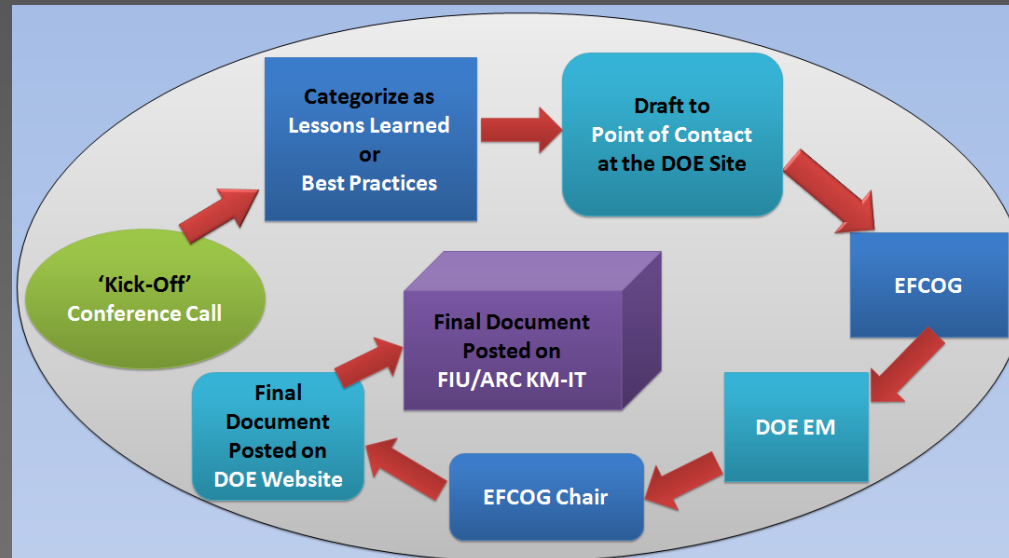 ‘Kick-Off’
Conference Call
Categorize as
Lessons Learned
or
Best Practices
Draft to
Point of Contact
at the DOE Site
EFCOG
DOE EM
EFCOG Chair
Final
Document
Posted on
DOE Website
Final Document
Posted on
FIU/ARC KM-IT